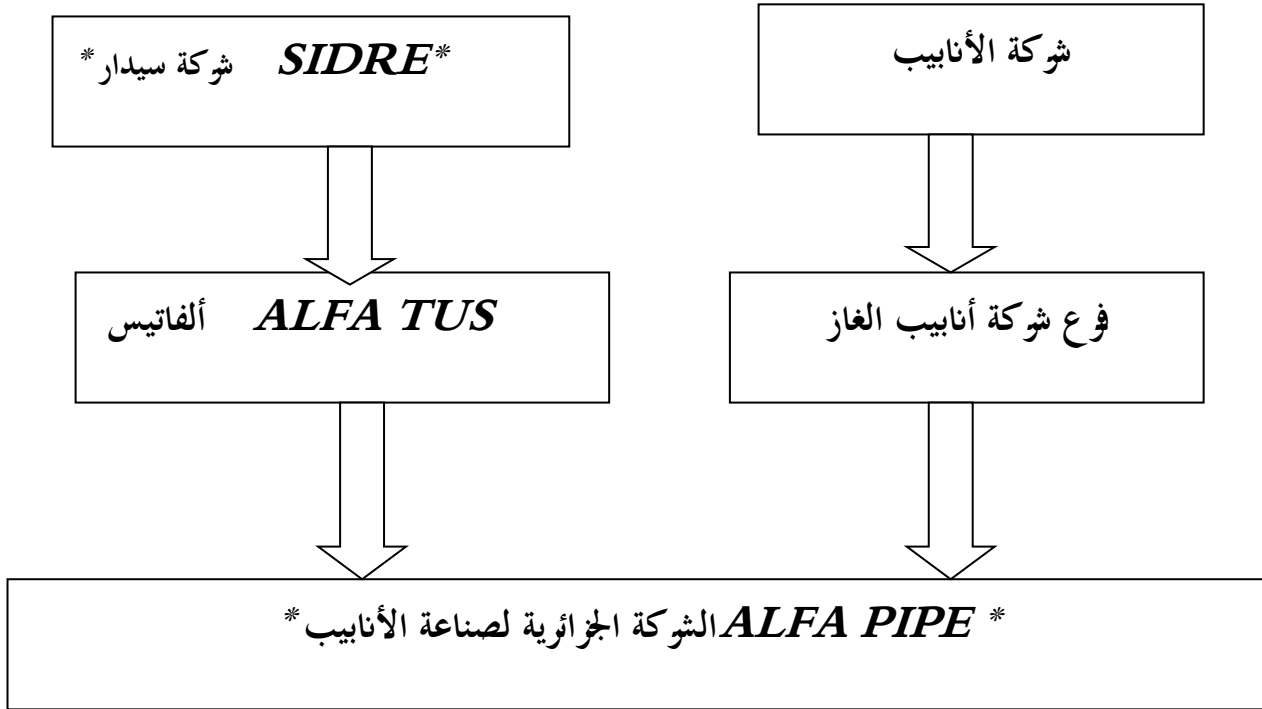 شركة الأنابيب
*SIDRE شركة سيدار*
فرع شركة أنابيب الغاز
ALFA TUS ألفاتيس
* ALFA PIPE الشركة الجزائرية لصناعة الأنابيب*